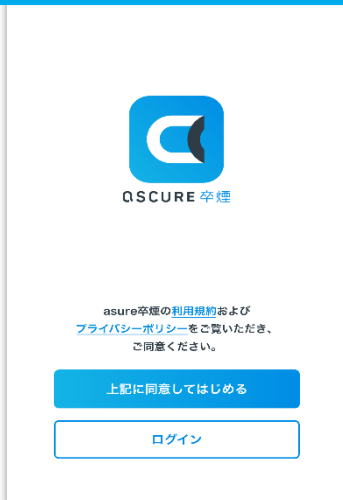 ascure 卒煙
asure卒煙の利用規約および
プライバシーポリシーをご覧いただき、
ご同意ください。
上記に同意してはじめる
ログイン